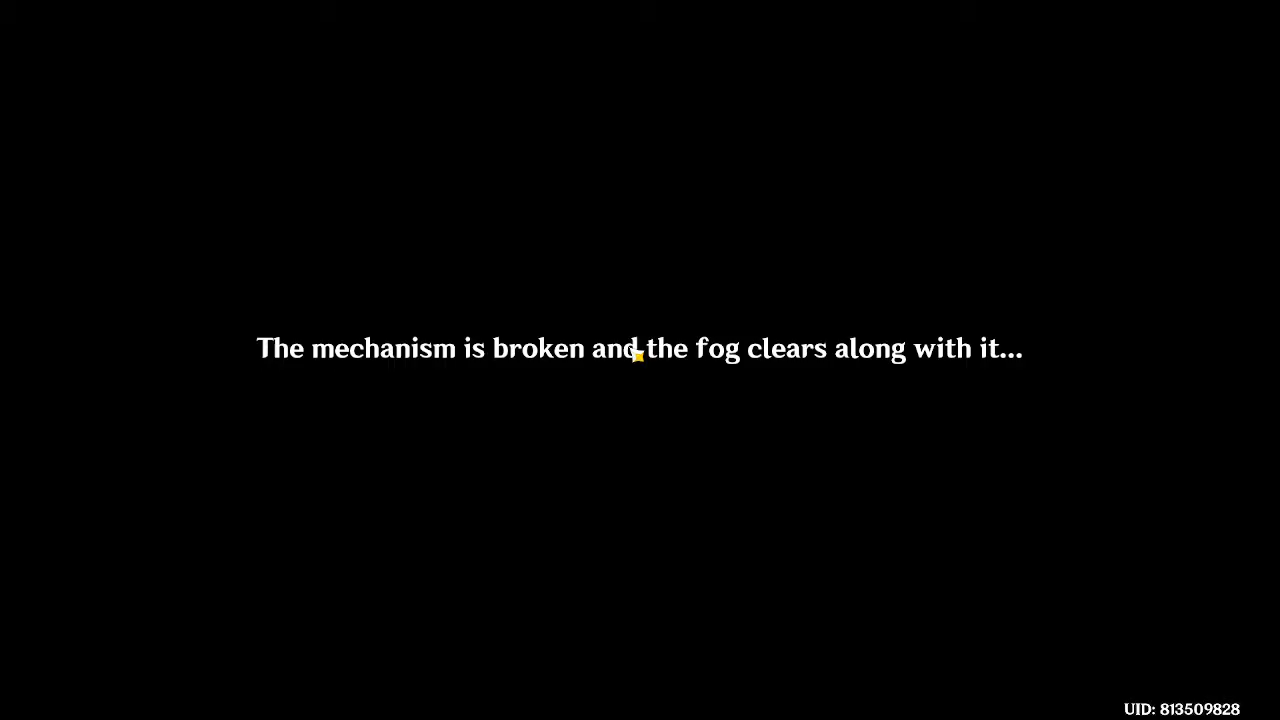 The mechanism is broken and the fog clears along with it...
UID: 813509828